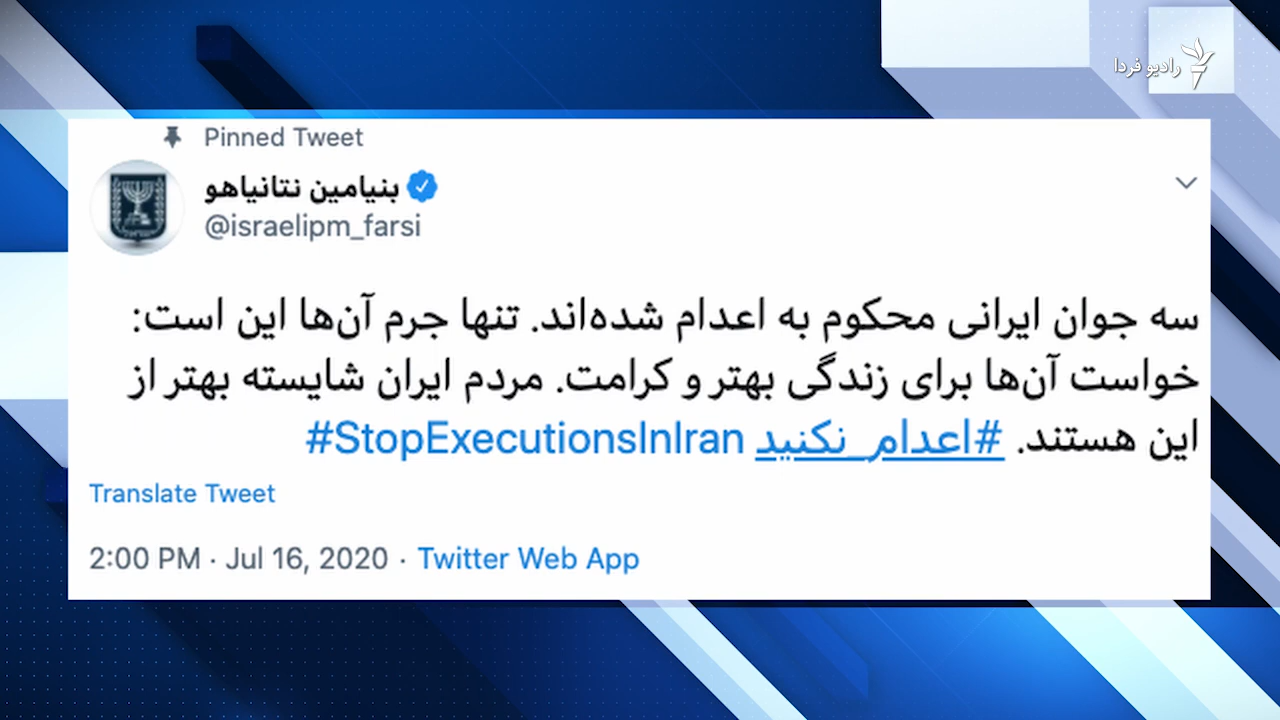 رادیو فردا
Pinned Tweet
بنیامین نتانیاهو
@israelipm_farsi
سه جوان ایرانی محکوم به اعدام شده‌اند. تنها جرم آن‌ها این است:
خواست آن‌ها برای زندگی بهتر و کرامت. مردم ایران شایسته بهتر از
این هستند. #اعدام_نکنید #StopExecutionsInIran
Translate Tweet
2:00 PM · Jul 16, 2020 · Twitter Web App